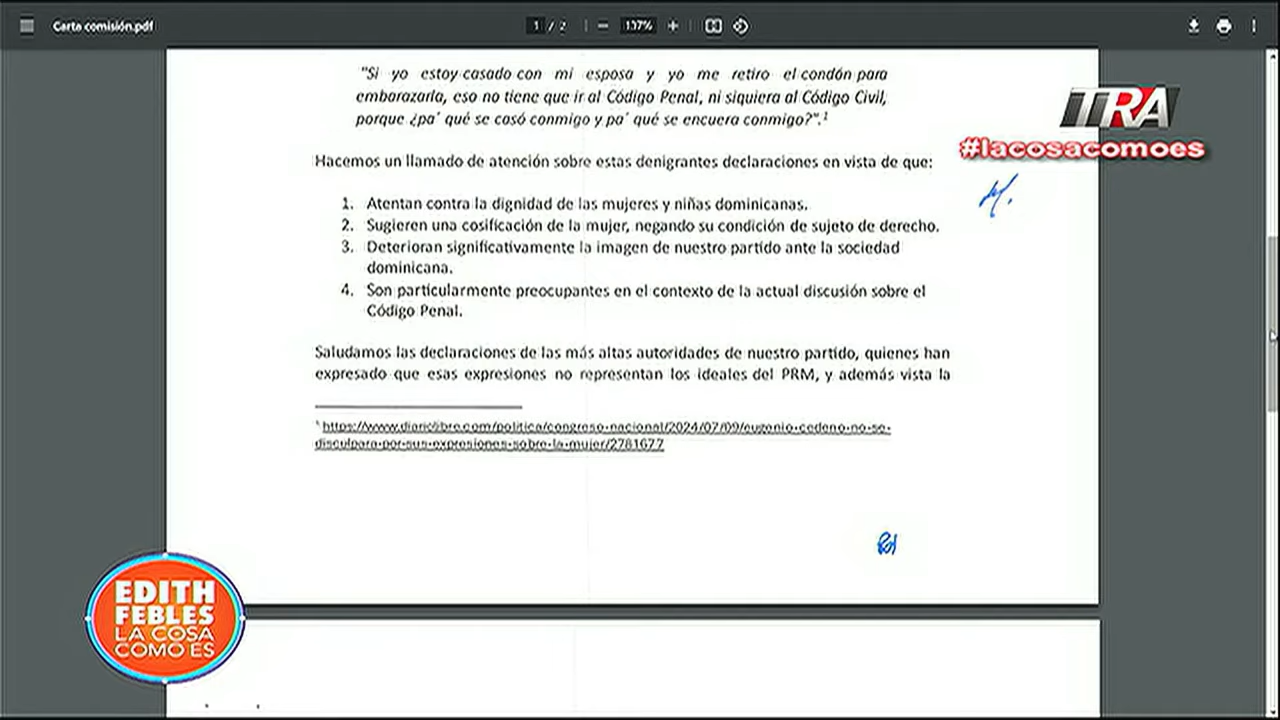 Carta comisión.pdf
1 / 2
137%
"Si yo estoy casado con mi esposa y yo me retiro el condón para
embarazarla, eso no tiene que ir al Código Penal, ni siquiera al Código Civil,
porque ¿pa´ qué se casó conmigo y pa´ qué se encuera conmigo?".¹
TRA
#lacosacomoes
Hacemos un llamado de atención sobre estas denigrantes declaraciones en vista de que:
1. Atentan contra la dignidad de las mujeres y niñas dominicanas.
2. Sugieren una cosificación de la mujer, negando su condición de sujeto de derecho.
3. Deterioran significativamente la imagen de nuestro partido ante la sociedad
dominicana.
4. Son particularmente preocupantes en el contexto de la actual discusión sobre el
Código Penal.
Saludamos las declaraciones de las más altas autoridades de nuestro partido, quienes han
expresado que esas expresiones no representan los ideales del PRM, y además vista la
¹ https://www.diariolibre.com/politica/congreso-nacional/2024/07/09/eugenio-cedeno-no-se-
disculpara-por-sus-expresiones-sobre-la-mujer/2781677
EDITH
FEBLES
LA COSA
COMO ES